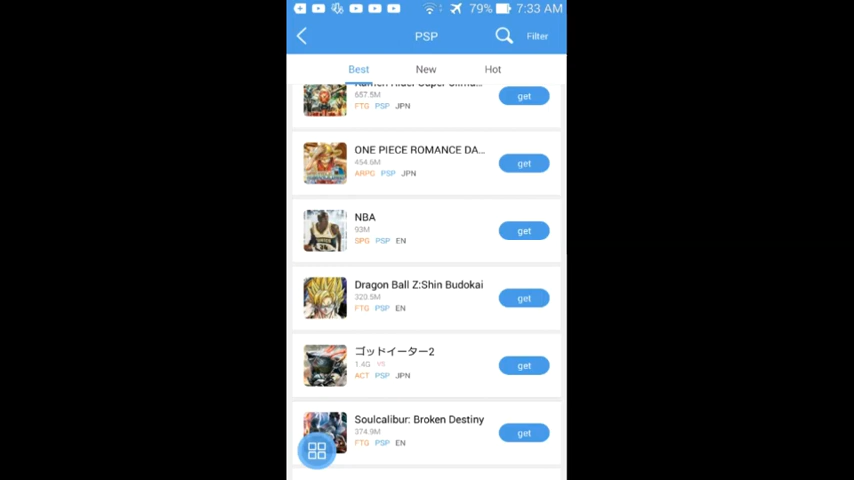 79% 7:33 AM
PSP
Filter
Best
New
Hot
687.5M
FTG PSP JPN
get
ONE PIECE ROMANCE DA...
454.6M
ARPG PSP JPN
get
NBA
93M
SPG PSP EN
get
Dragon Ball Z:Shin Budokai
320.5M
FTG PSP EN
get
ゴッドイーター2
1.4G
ACT PSP JPN
get
Soulcalibur: Broken Destiny
374.9M
FTG PSP EN
get